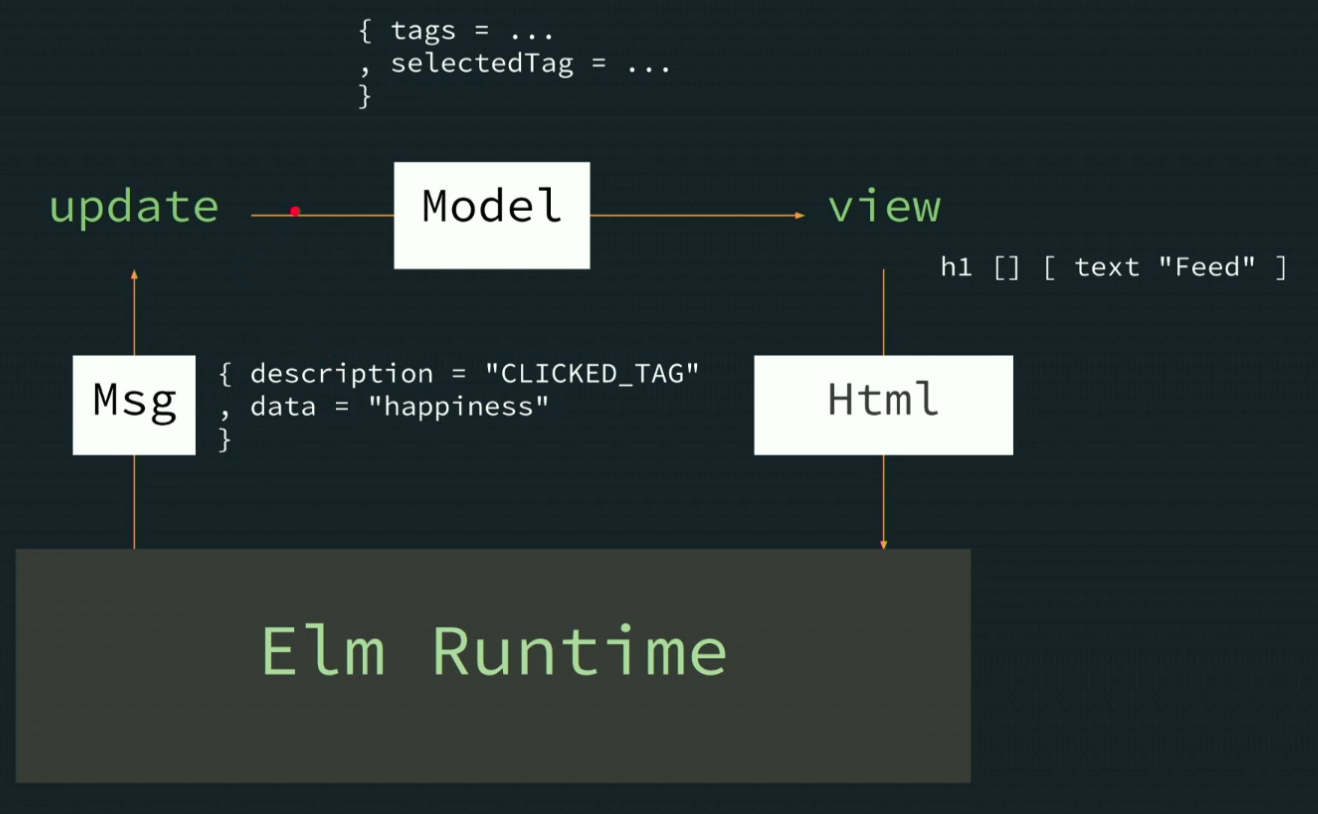 { tags = ...
, selectedTag = ...
}
update
Model
view
h1 [] [ text "Feed" ]
Msg
{ description = "CLICKED_TAG"
, data = "happiness"
}
Html
Elm Runtime